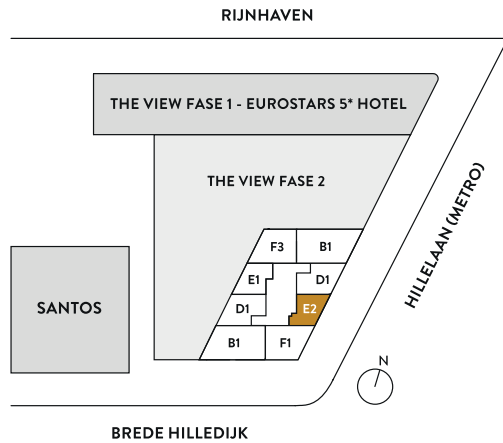 RIJNHAVEN
THE VIEW FASE 1 - EUROSTARS 5* HOTEL
THE VIEW FASE 2
HILLELAAN (METRO)
F3 B1
E1 D1
SANTOS
D1 E2
B1 F1
N
BREDE HILLEDIJK